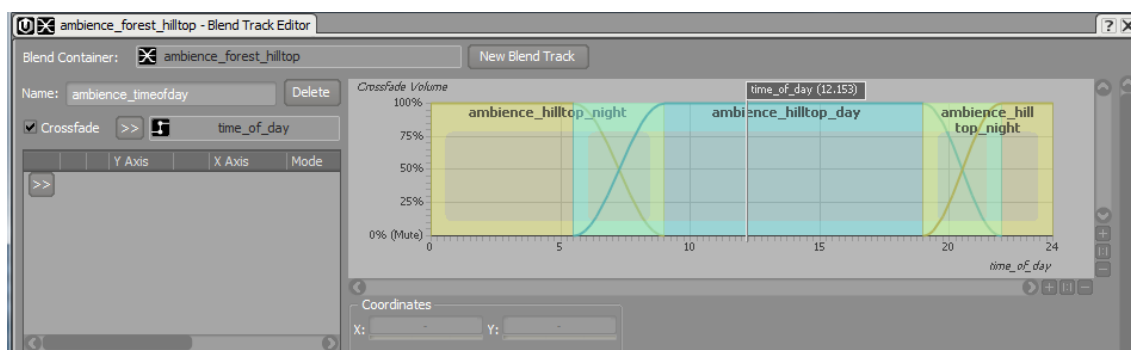 ambience_forest_hilltop - Blend Track Editor
?
Blend Container: ambience_forest_hilltop New Blend Track
Name: ambience_timeofday Delete
Crossfade >> time_of_day
Y Axis X Axis Mode
>>
Crossfade Volume
time_of_day (12.153)
100%
75%
50%
25%
0% (Mute)
ambience_hilltop_night
ambience_hilltop_day
ambience_hill
top_night
0 5 10 15 20 24
time_of_day
Coordinates
X: - Y: -